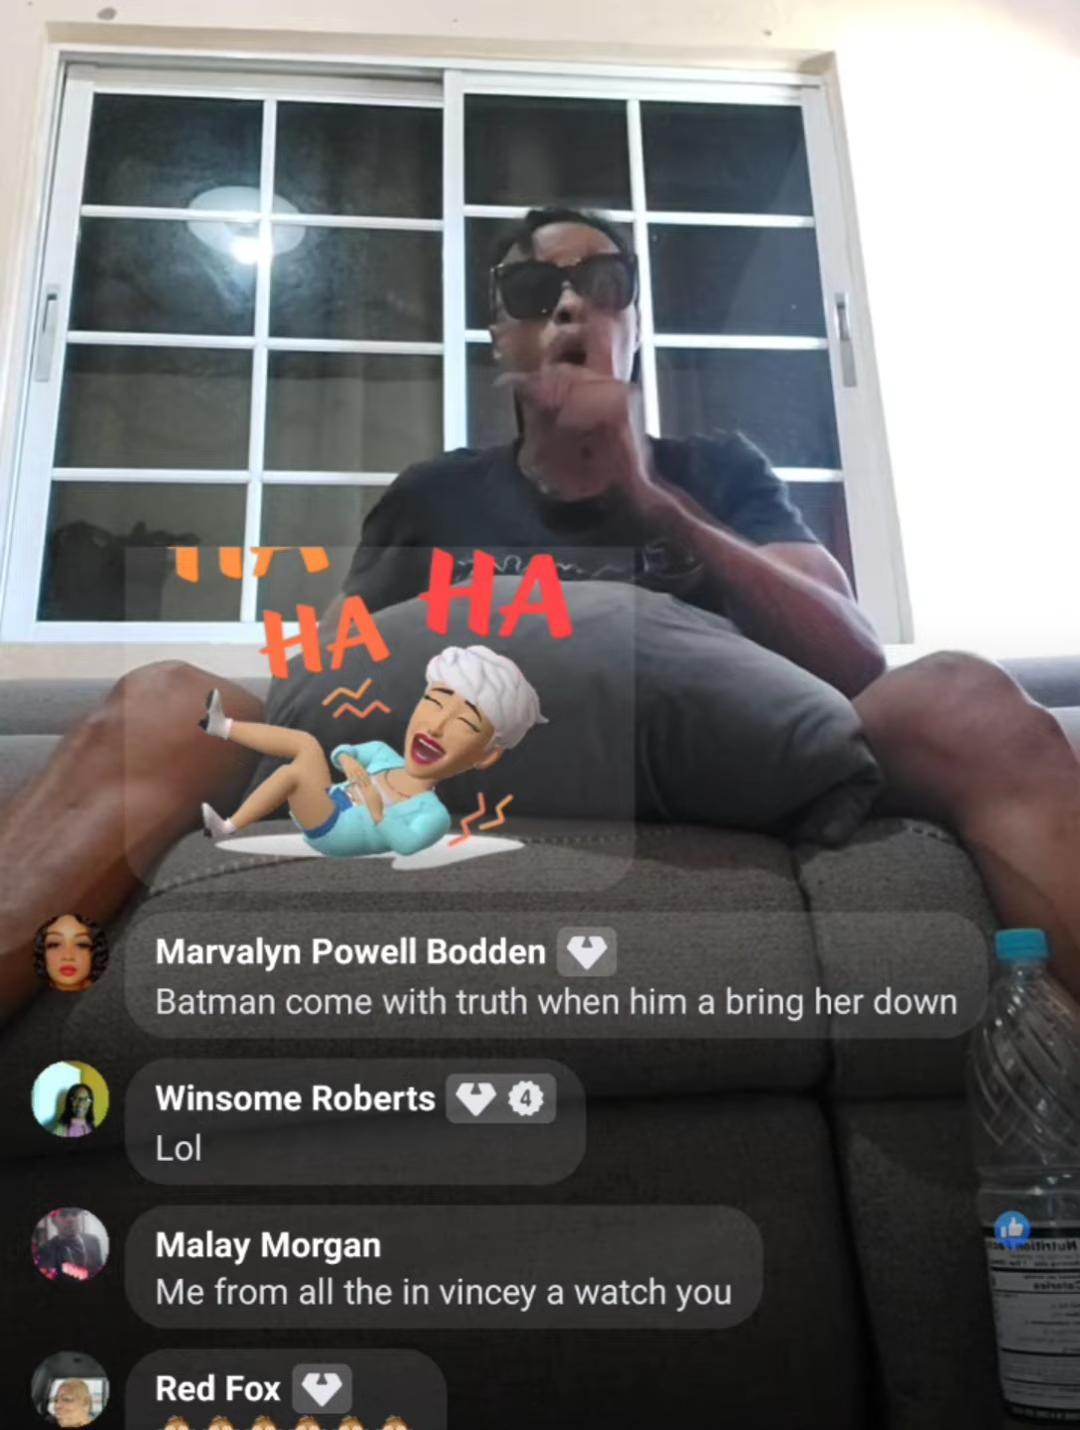 HA
HA
Marvalyn Powell Bodden
Batman come with truth when him a bring her down
Winsome Roberts 4
Lol
Malay Morgan
Me from all the in vincey a watch you
Red Fox